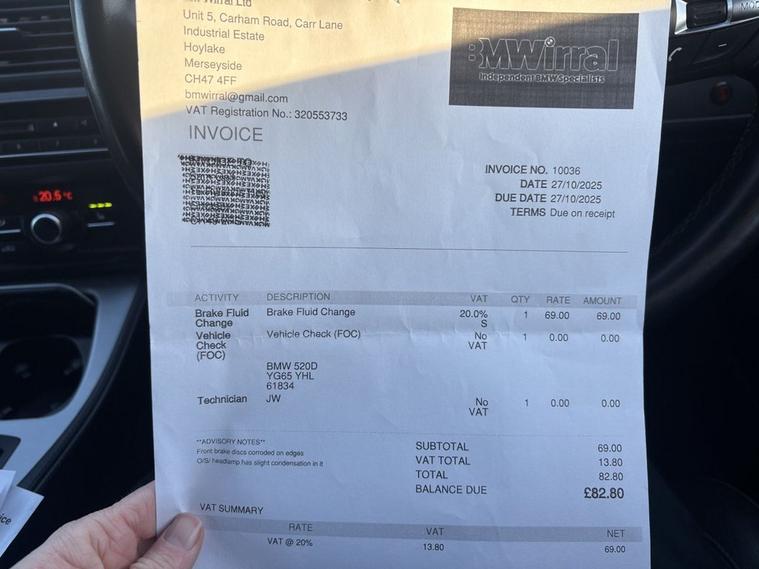 Wirral Ltd
Unit 5, Carham Road, Carr Lane
Industrial Estate
Hoylake
Merseyside
CH47 4FF
bmwirral@gmail.com
VAT Registration No.: 320553733
BMWirral
Independent BMW Specialists
INVOICE
INVOICE NO. 10036
DATE 27/10/2025
DUE DATE 27/10/2025
TERMS Due on receipt
20.5 °C
ACTIVITY DESCRIPTION VAT QTY RATE AMOUNT
Brake Fluid Change Brake Fluid Change 20.0% S 1 69.00 69.00
Vehicle Check (FOC) Vehicle Check (FOC) No VAT 1 0.00 0.00
BMW 520D
YG65 YHL
61834
Technician JW No VAT 1 0.00 0.00
**ADVISORY NOTES**
Front brake discs corroded on edges
O/S/ headlamp has slight condensation in it
SUBTOTAL 69.00
VAT TOTAL 13.80
TOTAL 82.80
BALANCE DUE £82.80
VAT SUMMARY
RATE VAT NET
VAT @ 20% 13.80 69.00